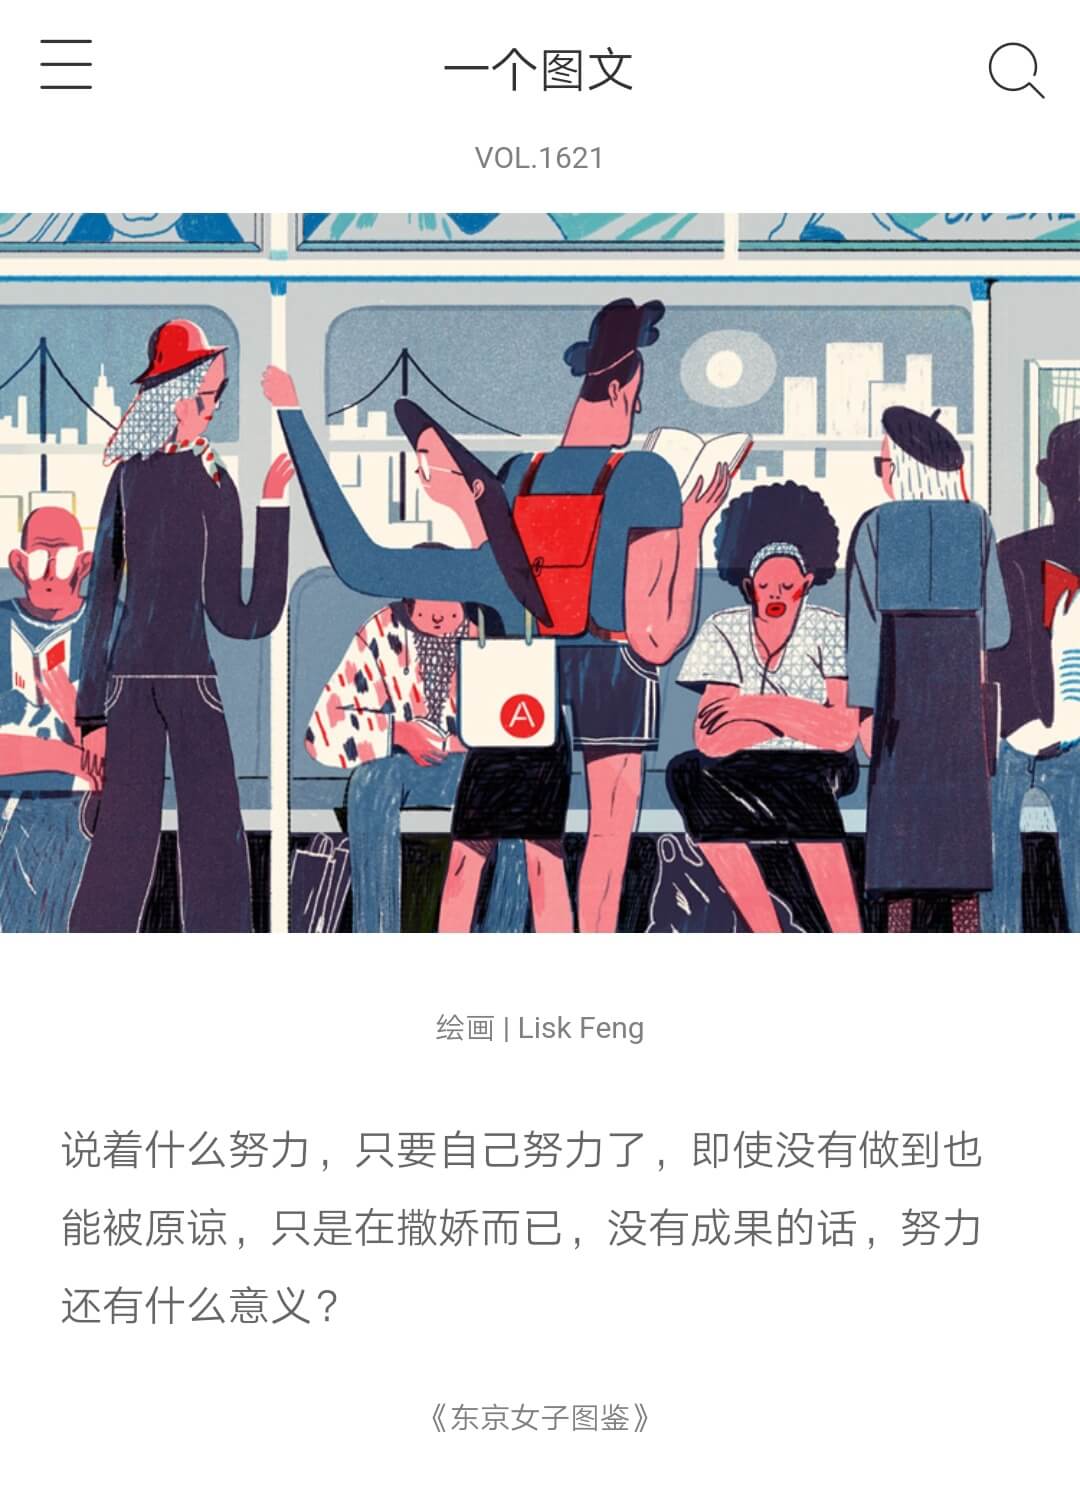 一个图文
VOL.1621
A
绘画 | Lisk Feng
说着什么努力，只要自己努力了，即使没有做到也
能被原谅，只是在撒娇而已，没有成果的话，努力
还有什么意义？
《东京女子图鉴》